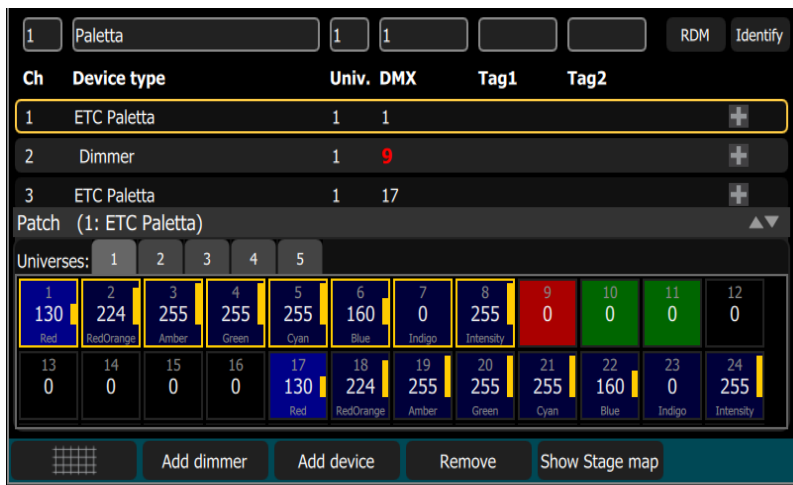 1 Paletta 1 1 RDM Identify
Ch Device type Univ. DMX Tag1 Tag2
1 ETC Paletta 1 1
2 Dimmer 1 9
3 ETC Paletta 1 17
Patch (1: ETC Paletta)
Universes: 1 2 3 4 5
1 2 3 4 5 6 7 8 9 10 11 12
130 224 255 255 255 160 0 255 0 0 0 0
Red RedOrange Amber Green Cyan Blue Indigo Intensity
13 14 15 16 17 18 19 20 21 22 23 24
0 0 0 0 130 224 255 255 255 160 0 255
Red RedOrange Amber Green Cyan Blue Indigo Intensity
Add dimmer Add device Remove Show Stage map